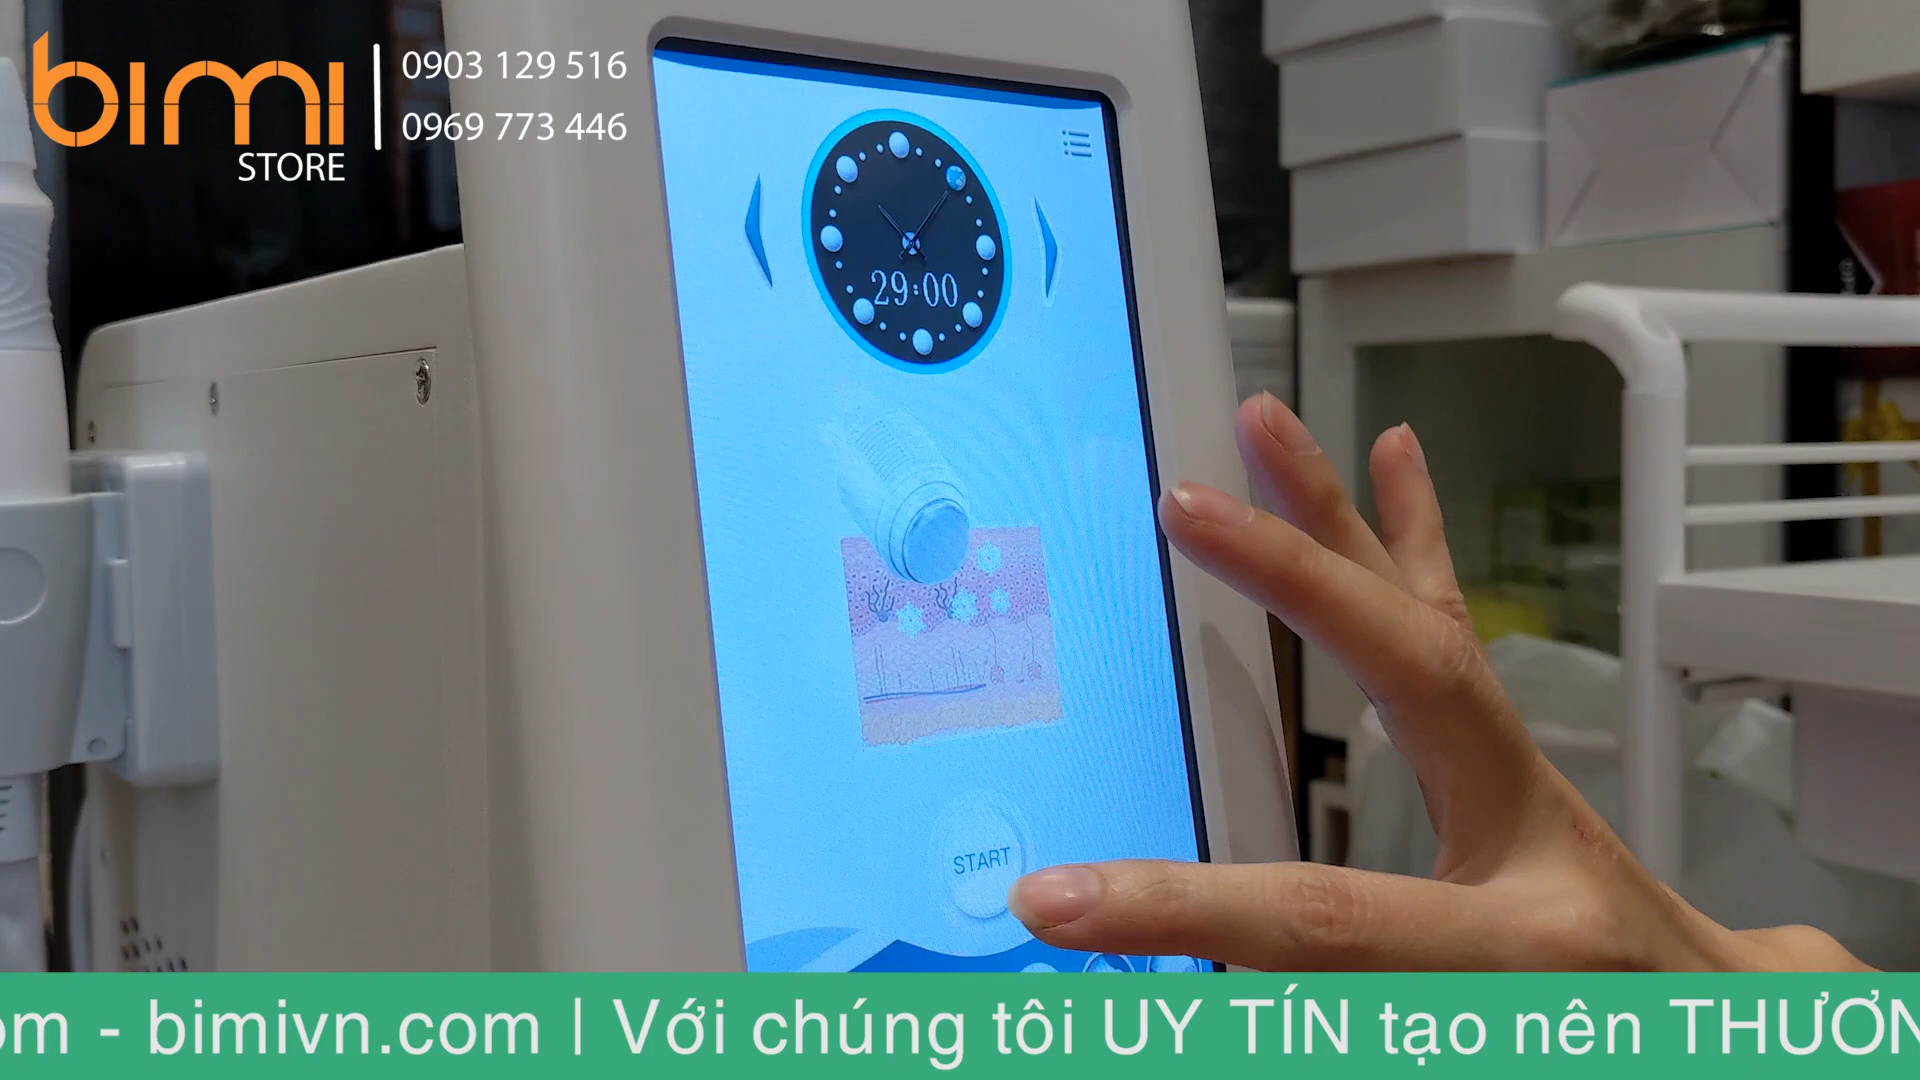 bimi
STORE
0903 129 516
0969 773 446
29:00
START
om - bimivn.com | Với chúng tôi UY TÍN tạo nên THƯƠN